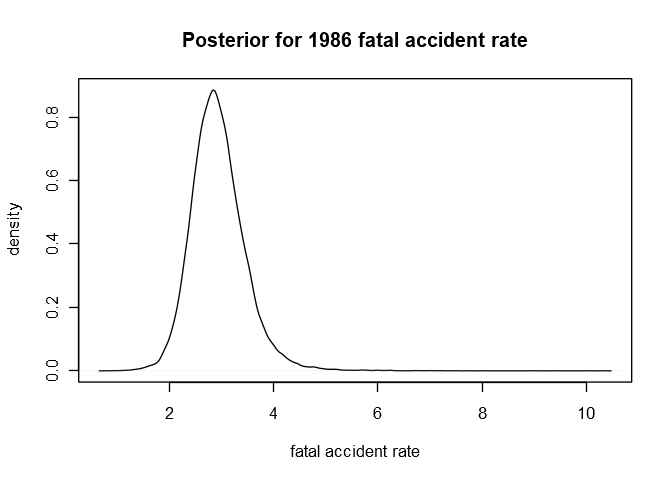 Posterior for 1986 fatal accident rate
density
0.0 0.2 0.4 0.6 0.8
2 4 6 8 10
fatal accident rate